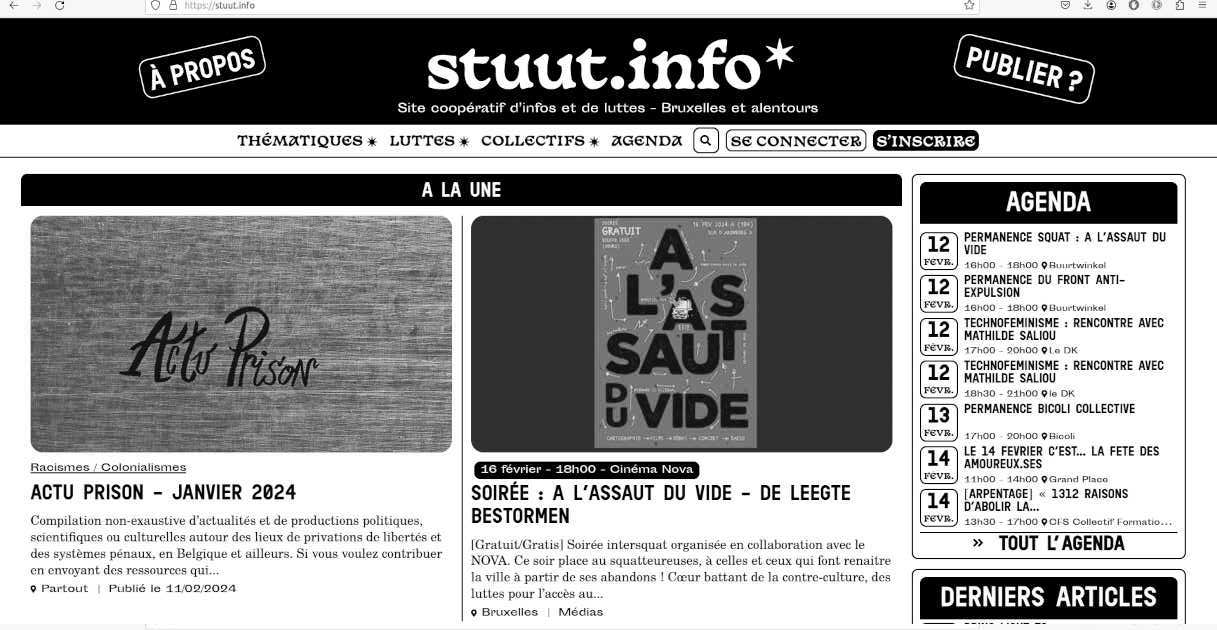 https://stuut.info
À PROPOS
stuut.info*
PUBLIER ?
Site coopératif d'infos et de luttes - Bruxelles et alentours
THÉMATIQUES LUTTES COLLECTIFS AGENDA SE CONNECTER S'INSCRIRE
A LA UNE
Actu Prison
Racismes / Colonialismes
ACTU PRISON - JANVIER 2024
Compilation non-exaustive d'actualités et de productions politiques,
scientifiques ou culturelles autour des lieux de privations de libertés et
des systèmes pénaux, en Belgique et ailleurs. Si vous voulez contribuer
en envoyant des ressources qui...
Partout | Publié le 11/02/2024
GRATUIT
A
L'AS
SAUT
DU VIDE
16 février - 18h00 - Cinéma Nova
SOIRÉE : A L'ASSAUT DU VIDE - DE LEEGTE
BESTORMEN
[Gratuit/Gratis] Soirée intersquat organisée en collaboration avec le
NOVA. Ce soir place au squatteureuses, à celles et ceux qui font renaitre
la ville à partir de ses abandons ! Cœur battant de la contre-culture, des
luttes pour l'accès au...
Bruxelles | Médias
AGENDA
12 FÉVR.
PERMANENCE SQUAT : A L'ASSAUT DU
VIDE
16h00 - 18h00 Buurtwinkel
12 FÉVR.
PERMANENCE DU FRONT ANTI-
EXPULSION
16h00 - 18h00 Buurtwinkel
12 FÉVR.
TECHNOFEMINISME : RENCONTRE AVEC
MATHILDE SALIOU
17h00 - 20h00 Le DK
12 FÉVR.
TECHNOFEMINISME : RENCONTRE AVEC
MATHILDE SALIOU
18h30 - 21h00 le DK
13 FÉVR.
PERMANENCE BICOLI COLLECTIVE
17h00 - 20h00 Bicoli
14 FÉVR.
LE 14 FEVRIER C'EST... LA FETE DES
AMOUREUX.SES
11h00 - 14h00 Grand Place
14 FÉVR.
[ARPENTAGE] « 1312 RAISONS
D'ABOLIR LA...
13h30 - 17h00 CFS Collectif Formatio...
» TOUT L'AGENDA
DERNIERS ARTICLES